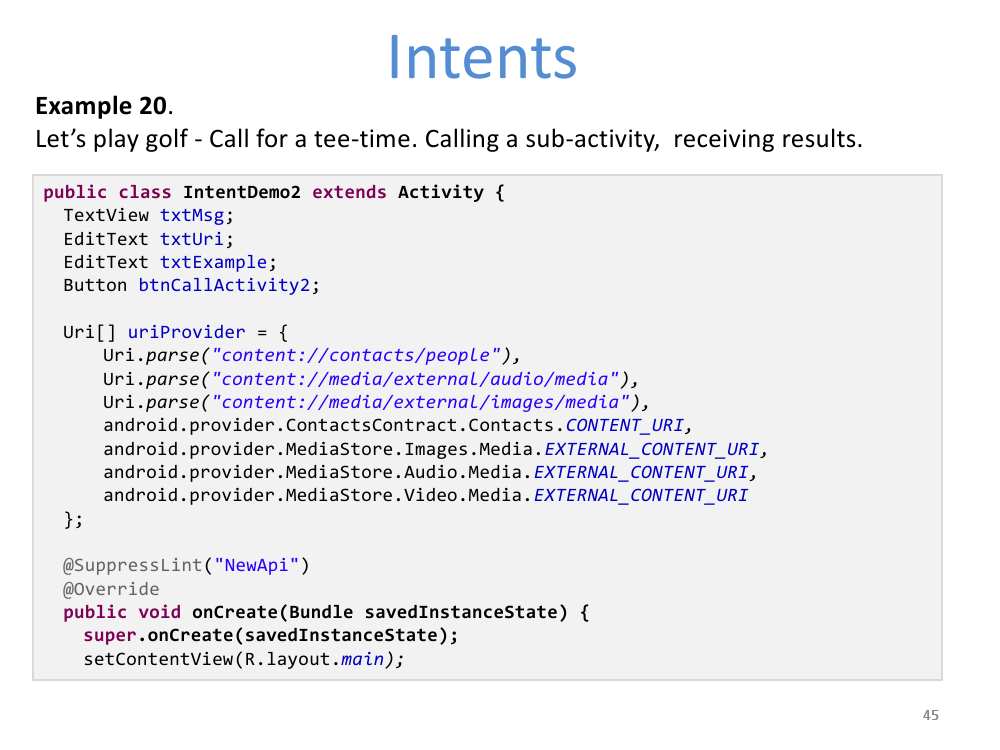 Intents
Example 20.
Let’s play golf - Call for a tee-time. Calling a sub-activity,  receiving results.
public class IntentDemo2 extends Activity {
  TextView txtMsg;
  EditText txtUri;
  EditText txtExample;
  Button btnCallActivity2;

  Uri[] uriProvider = {
      Uri.parse("content://contacts/people"),
      Uri.parse("content://media/external/audio/media"),
      Uri.parse("content://media/external/images/media"),
      android.provider.ContactsContract.Contacts.CONTENT_URI,
      android.provider.MediaStore.Images.Media.EXTERNAL_CONTENT_URI,
      android.provider.MediaStore.Audio.Media.EXTERNAL_CONTENT_URI,
      android.provider.MediaStore.Video.Media.EXTERNAL_CONTENT_URI
  };

  @SuppressLint("NewApi")
  @Override
  public void onCreate(Bundle savedInstanceState) {
    super.onCreate(savedInstanceState);
    setContentView(R.layout.main);
45